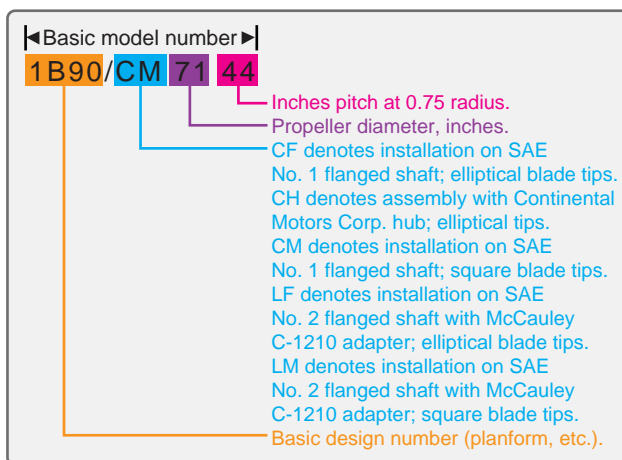 Basic model number
1B90/CM 71 44
Inches pitch at 0.75 radius.
Propeller diameter, inches.
CF denotes installation on SAE
No. 1 flanged shaft; elliptical blade tips.
CH denotes assembly with Continental
Motors Corp. hub; elliptical tips.
CM denotes installation on SAE
No. 1 flanged shaft; square blade tips.
LF denotes installation on SAE
No. 2 flanged shaft with McCauley
C-1210 adapter; elliptical blade tips.
LM denotes installation on SAE
No. 2 flanged shaft with McCauley
C-1210 adapter; square blade tips.
Basic design number (planform, etc.).